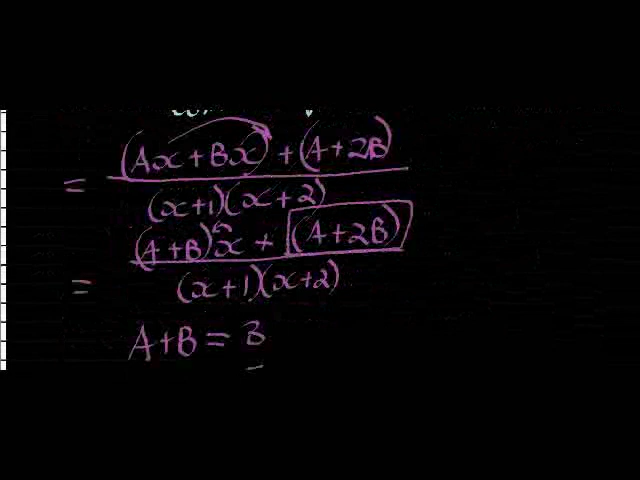 = ((Ax + Bx) + (A + 2B)) / ((x+1)(x+2))
= ((A+B)x + (A+2B)) / ((x+1)(x+2))
A+B = 3